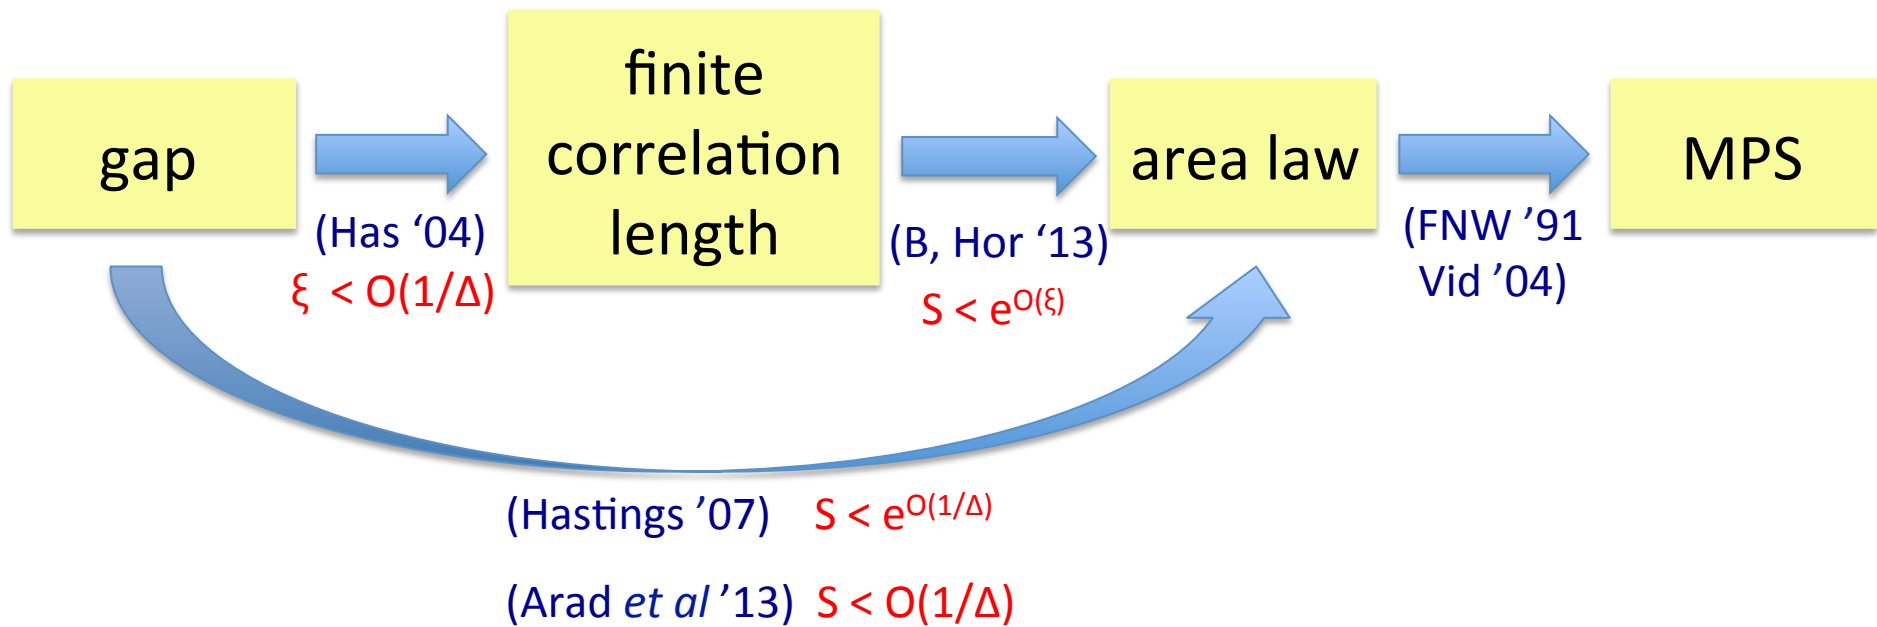 gap
(Has ‘04)
ξ < O(1/Δ)
finite
correlation
length
(B, Hor ‘13)
S < e^O(ξ)
area law
(FNW ’91
Vid ’04)
MPS
(Hastings ’07) S < e^O(1/Δ)
(Arad et al ’13) S < O(1/Δ)